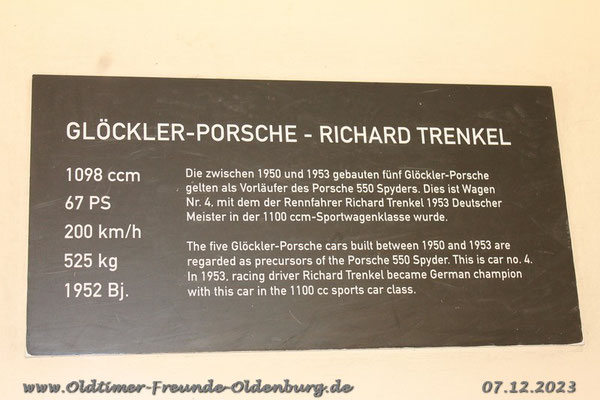 GLÖCKLER-PORSCHE - RICHARD TRENKEL
1098 ccm
67 PS
200 km/h
525 kg
1952 Bj.
Die zwischen 1950 und 1953 gebauten fünf Glöckler-Porsche
gelten als Vorläufer des Porsche 550 Spyders. Dies ist Wagen
Nr. 4, mit dem der Rennfahrer Richard Trenkel 1953 Deutscher
Meister in der 1100 ccm-Sportwagenklasse wurde.
The five Glöckler-Porsche cars built between 1950 and 1953 are
regarded as precursors of the Porsche 550 Spyder. This is car no. 4.
In 1953, racing driver Richard Trenkel became German champion
with this car in the 1100 cc sports car class.
www.Oldtimer-Freunde-Oldenburg.de
07.12.2023